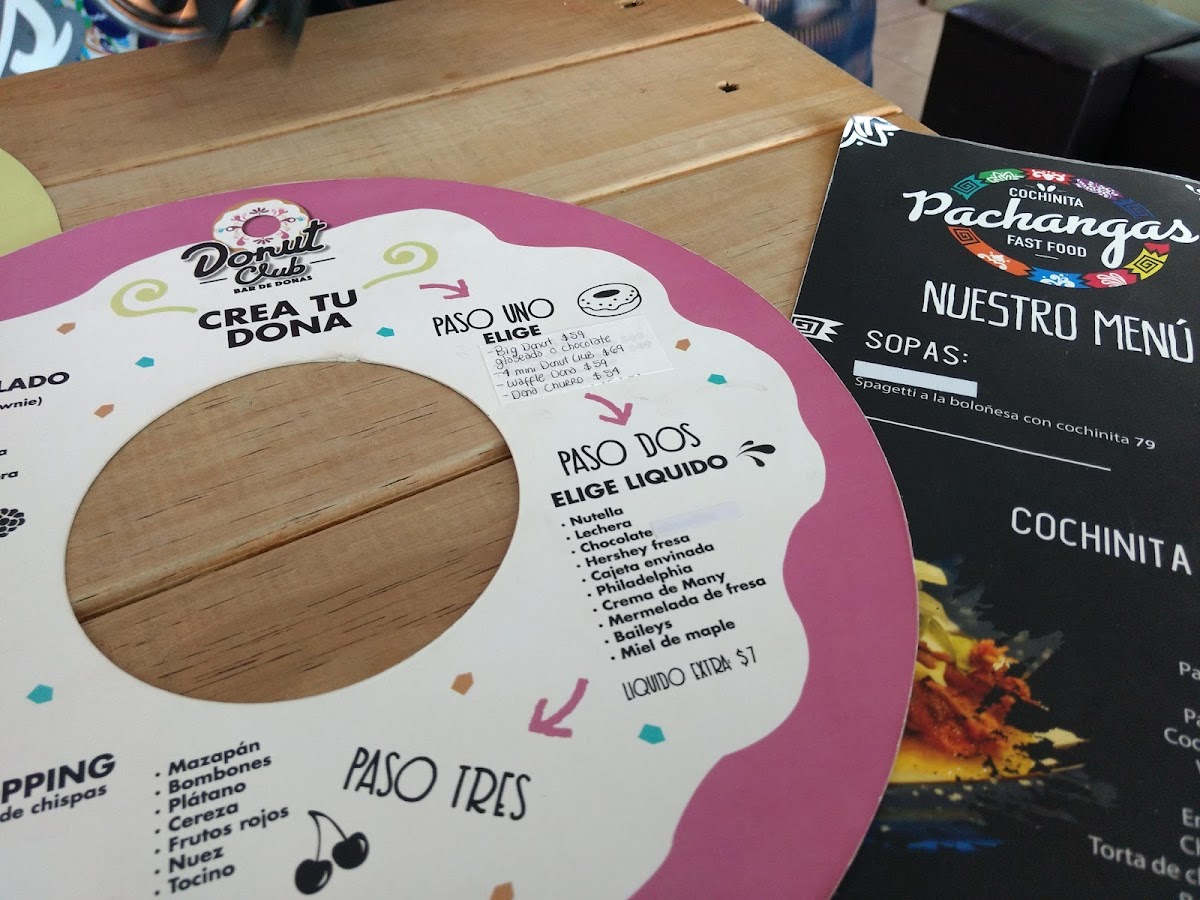 Donut
Club
BAR DE DONAS
CREA TU
DONA
PASO UNO
ELIGE
- Big Donut $59
glaseado o chocolate
- 4 mini Donut Club $69
- Waffle Dona $59
- Dona CHURRO $54
PASO DOS
ELIGE LIQUIDO
· Nutella
· Lechera
· Chocolate
· Hershey fresa
· Cajeta envinada
· Philadelphia
· Crema de Many
· Mermelada de fresa
· Baileys
· Miel de maple
LIQUIDO EXTRA: $7
PASO TRES
PPING
de chispas
· Mazapán
· Bombones
· Plátano
· Cereza
· Frutos rojos
· Nuez
· Tocino
LADO
wnie)
COCHINITA
Pachangas
FAST FOOD
NUESTRO MENÚ
SOPAS:
Spagetti a la boloñesa con cochinita 79
COCHINITA
Torta de